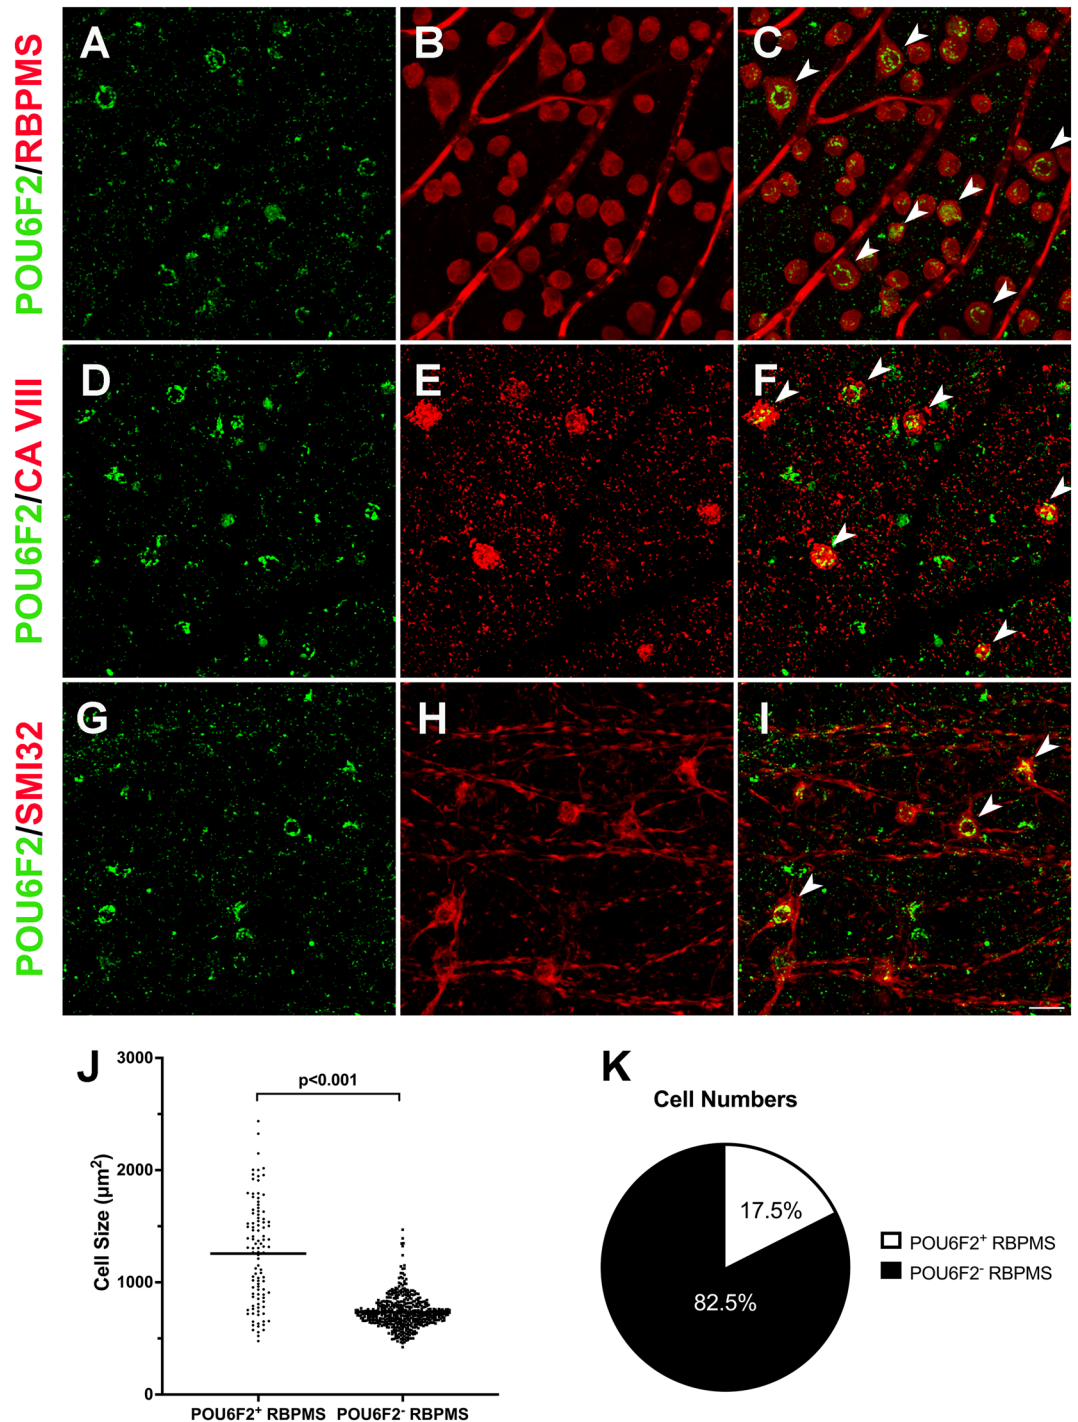 POU6F2/RBPMS
A
B
C
POU6F2/CA VIII
D
E
F
POU6F2/SMI32
G
H
I
J
3000
2000
1000
0
Cell Size (µm²)
p<0.001
POU6F2⁺ RBPMS
POU6F2⁻ RBPMS
K
Cell Numbers
17.5%
82.5%
POU6F2⁺ RBPMS
POU6F2⁻ RBPMS